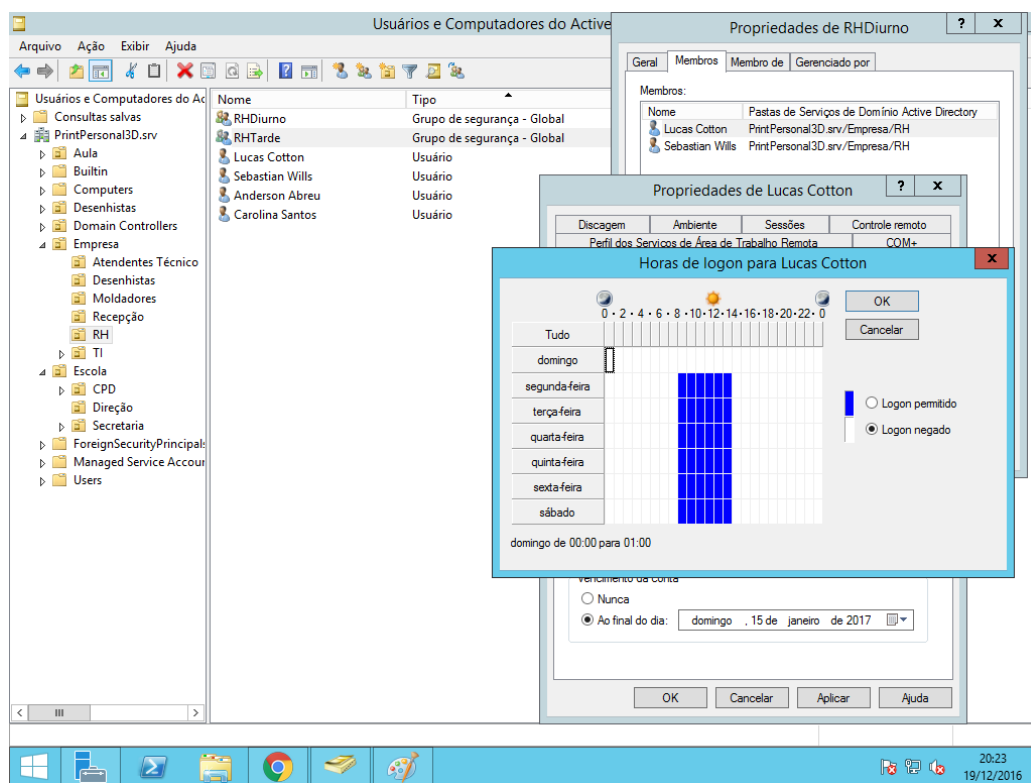 Usuários e Computadores do Active
Arquivo Ação Exibir Ajuda
Usuários e Computadores do Ac
Consultas salvas
PrintPersonal3D.srv
Aula
Builtin
Computers
Desenhistas
Domain Controllers
Empresa
Atendentes Técnico
Desenhistas
Moldadores
Recepção
RH
TI
Escola
CPD
Direção
Secretaria
ForeignSecurityPrincipals
Managed Service Accour
Users
Nome Tipo
RHDiurno Grupo de segurança - Global
RHTarde Grupo de segurança - Global
Lucas Cotton Usuário
Sebastian Wills Usuário
Anderson Abreu Usuário
Carolina Santos Usuário
Propriedades de RHDiurno ? x
Geral Membros Membro de Gerenciado por
Membros:
Nome Pastas de Serviços de Domínio Active Directory
Lucas Cotton PrintPersonal3D.srv/Empresa/RH
Sebastian Wills PrintPersonal3D.srv/Empresa/RH
Propriedades de Lucas Cotton ? x
Discagem Ambiente Sessões Controle remoto
Perfil dos Serviços de Área de Trabalho Remota COM+
Horas de logon para Lucas Cotton x
0 · 2 · 4 · 6 · 8 · 10 · 12 · 14 · 16 · 18 · 20 · 22 · 0
OK
Cancelar
Tudo
domingo
segunda-feira
terça-feira
quarta-feira
quinta-feira
sexta-feira
sábado
Logon permitido
Logon negado
domingo de 00:00 para 01:00
Vencimento da conta
Nunca
Ao final do dia: domingo , 15 de janeiro de 2017
OK Cancelar Aplicar Ajuda
20:23
19/12/2016